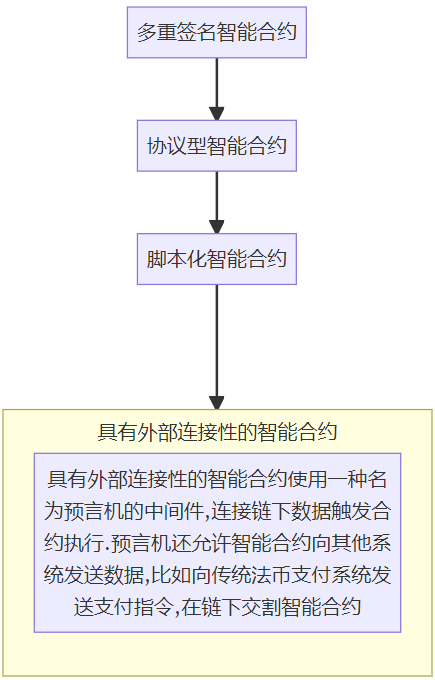 多重签名智能合约
协议型智能合约
脚本化智能合约
具有外部连接性的智能合约
具有外部连接性的智能合约使用一种名
为预言机的中间件,连接链下数据触发合
约执行.预言机还允许智能合约向其他系
统发送数据,比如向传统法币支付系统发
送支付指令,在链下交割智能合约